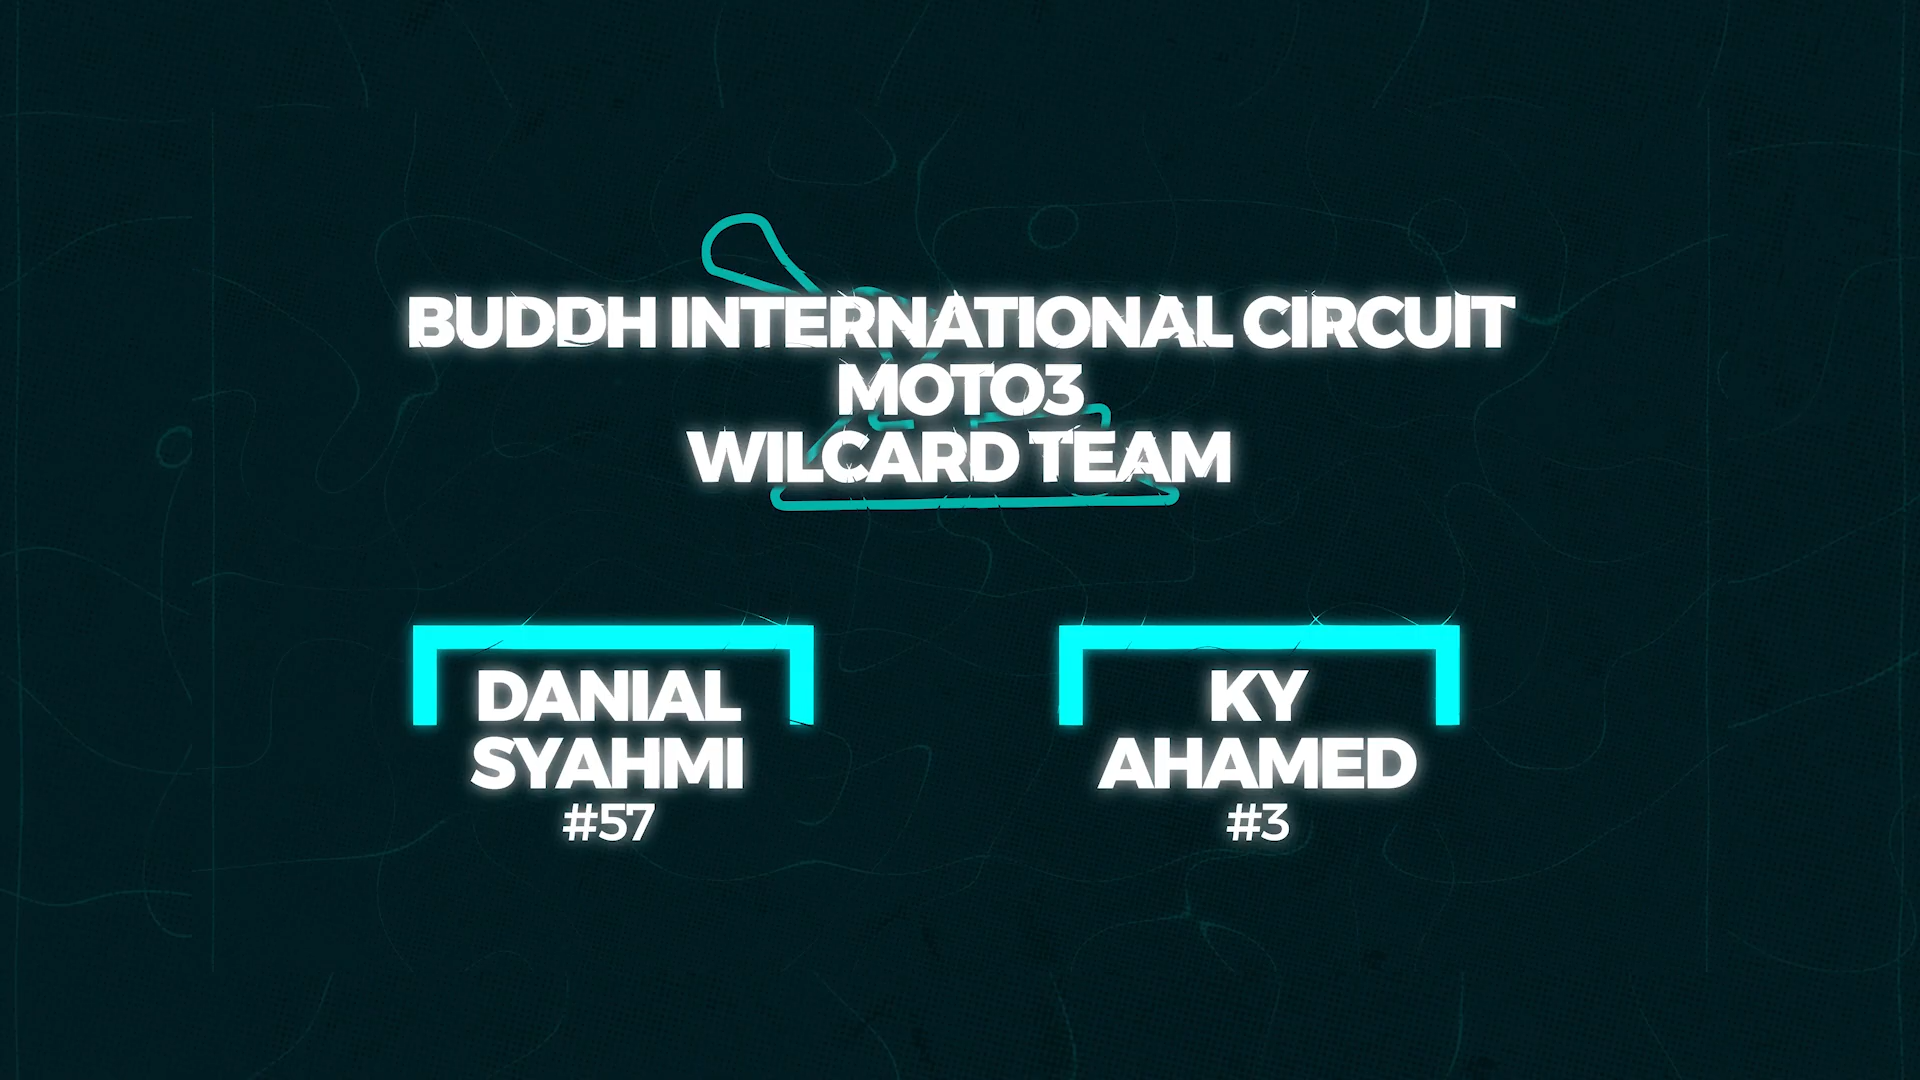 BUDDH INTERNATIONAL CIRCUIT
MOTO3
WILCARD TEAM
DANIAL
SYAHMI
#57
KY
AHAMED
#3